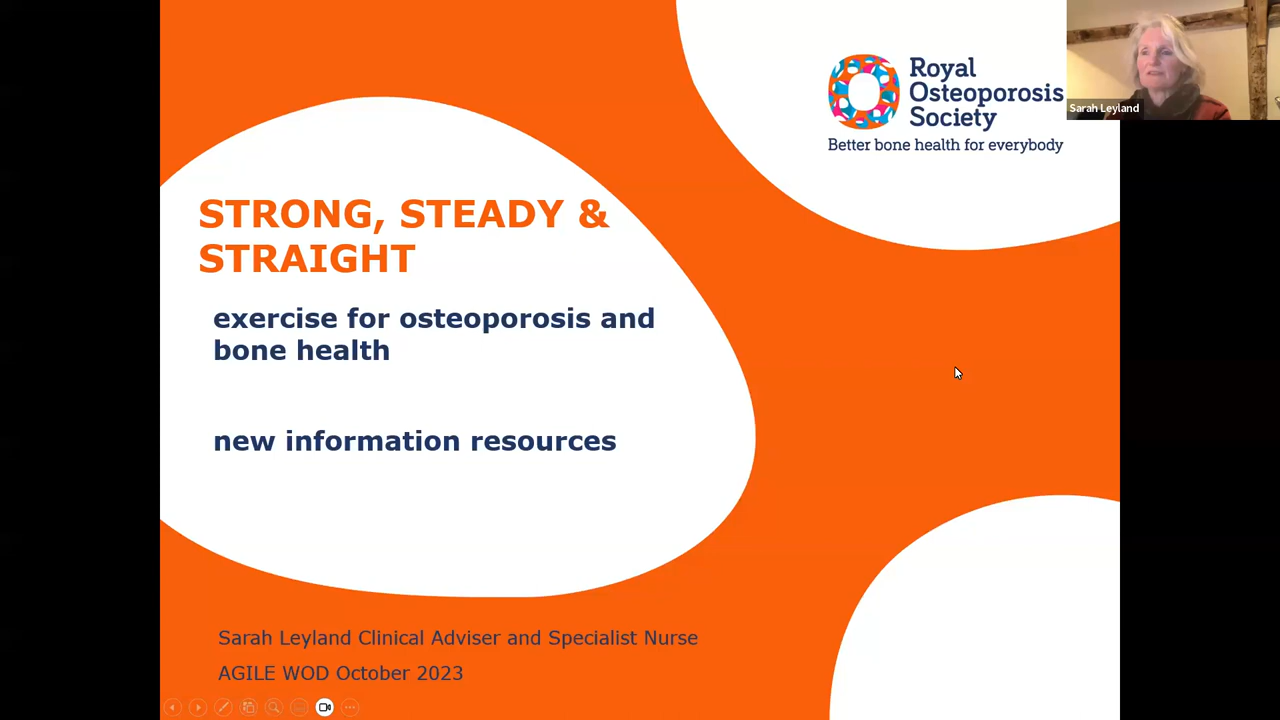 Royal
Osteoporosis
Society
Better bone health for everybody
Sarah Leyland
STRONG, STEADY &
STRAIGHT
exercise for osteoporosis and
bone health
new information resources
Sarah Leyland Clinical Adviser and Specialist Nurse
AGILE WOD October 2023